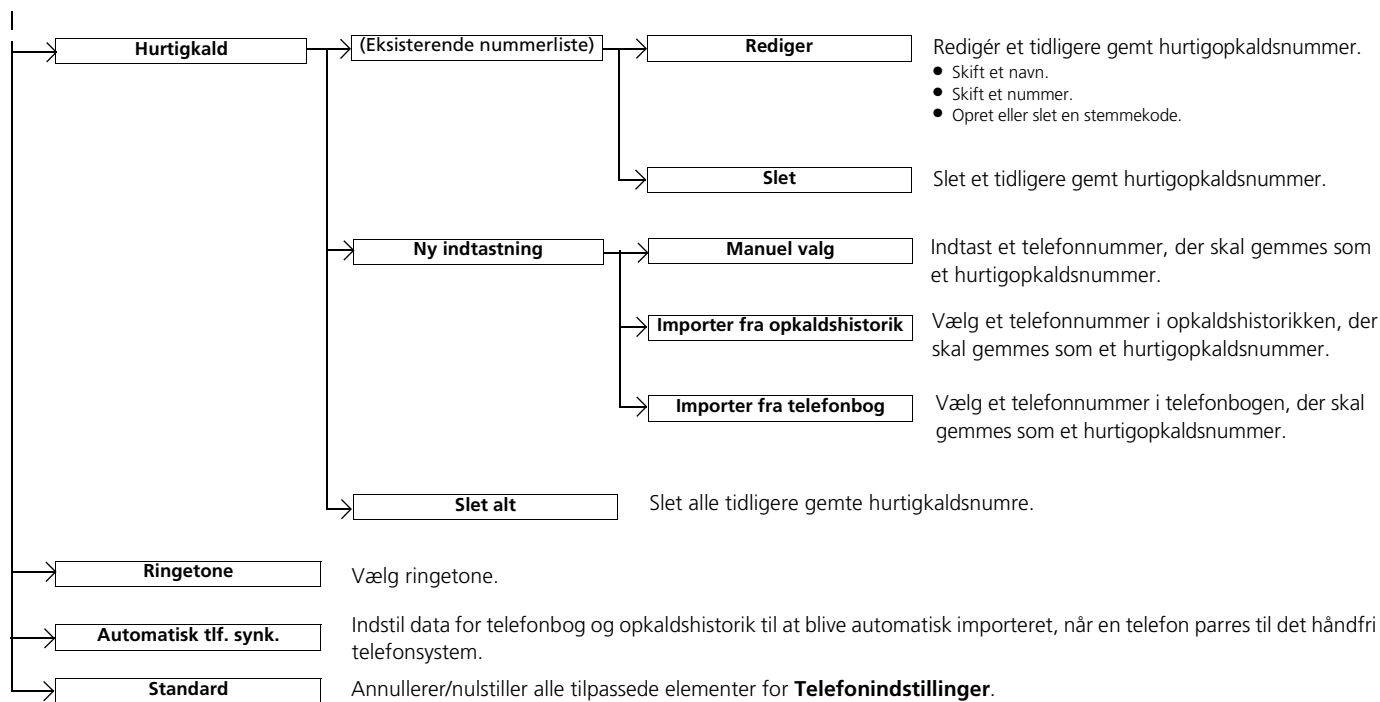 Hurtigkald
(Eksisterende nummerliste)
Rediger
Redigér et tidligere gemt hurtigopkaldsnummer.
● Skift et navn.
● Skift et nummer.
● Opret eller slet en stemmekode.
Slet
Slet et tidligere gemt hurtigopkaldsnummer.
Ny indtastning
Manuel valg
Indtast et telefonnummer, der skal gemmes som
et hurtigopkaldsnummer.
Importer fra opkaldshistorik
Vælg et telefonnummer i opkaldshistorikken, der
skal gemmes som et hurtigopkaldsnummer.
Importer fra telefonbog
Vælg et telefonnummer i telefonbogen, der skal
gemmes som et hurtigopkaldsnummer.
Slet alt
Slet alle tidligere gemte hurtigkaldsnumre.
Ringetone
Vælg ringetone.
Automatisk tlf. synk.
Indstil data for telefonbog og opkaldshistorik til at blive automatisk importeret, når en telefon parres til det håndfri
telefonsystem.
Standard
Annullerer/nulstiller alle tilpassede elementer for Telefonindstillinger.